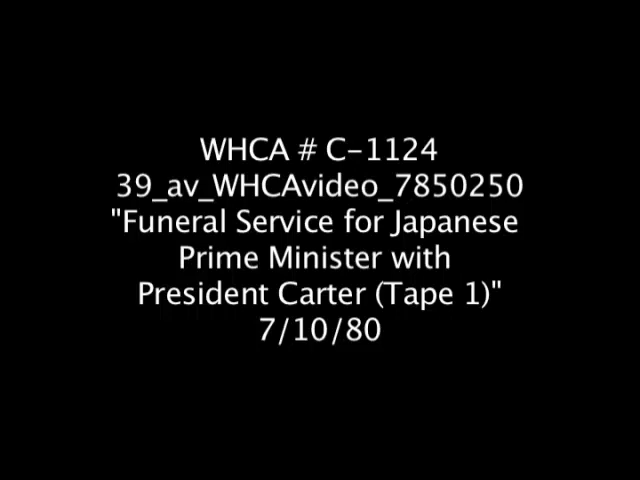 WHCA # C-1124
39_av_WHCAvideo_7850250
"Funeral Service for Japanese
Prime Minister with
President Carter (Tape 1)"
7/10/80